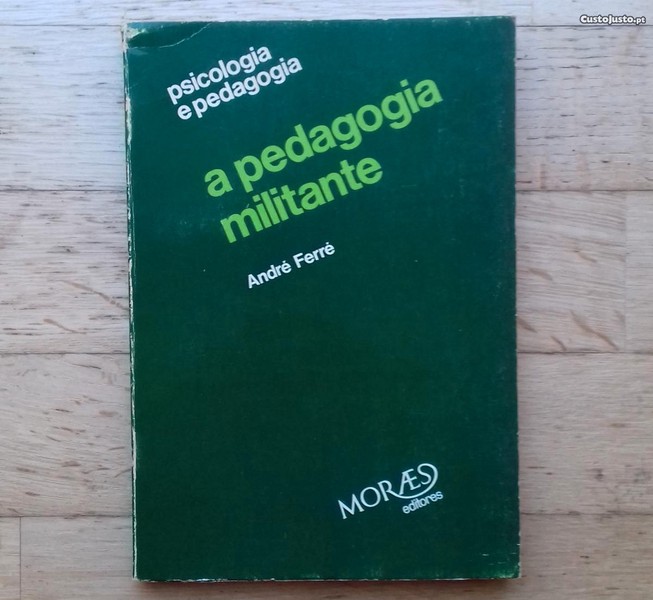 CustoJusto.pt
psicologia
e pedagogia
a pedagogia
militante
André Ferré
MORÆS
editores